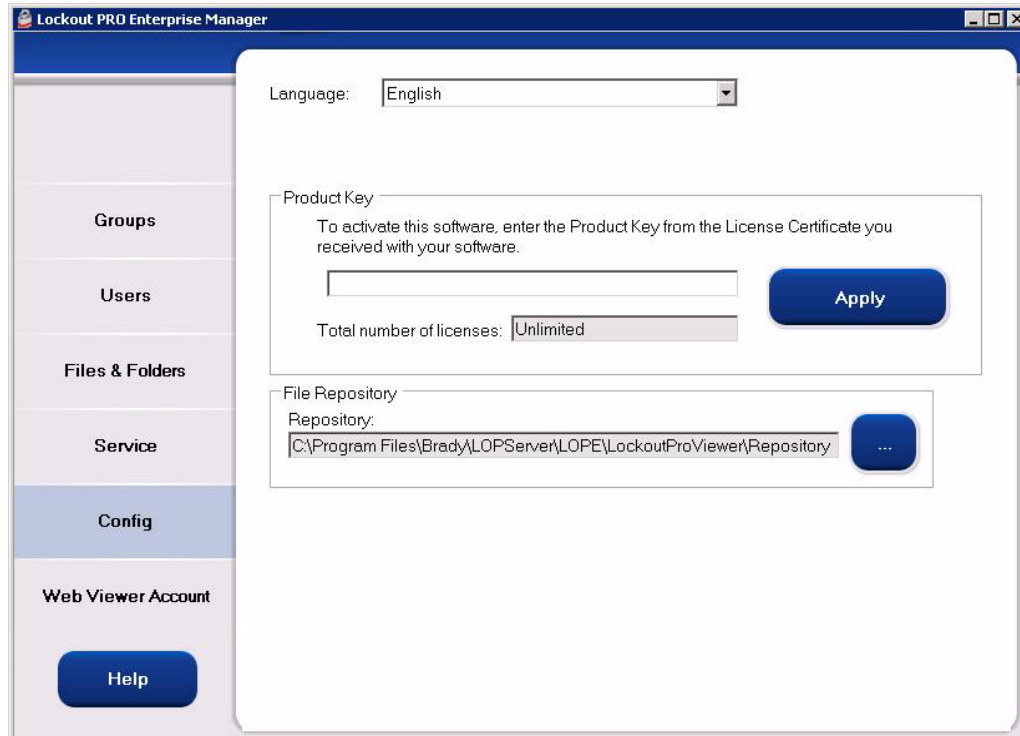 Lockout PRO Enterprise Manager
Language: English
Product Key
To activate this software, enter the Product Key from the License Certificate you
received with your software.
Apply
Total number of licenses: Unlimited
File Repository
Repository:
C:\Program Files\Brady\LOPServer\LOPE\LockoutProViewer\Repository
...
Groups
Users
Files & Folders
Service
Config
Web Viewer Account
Help